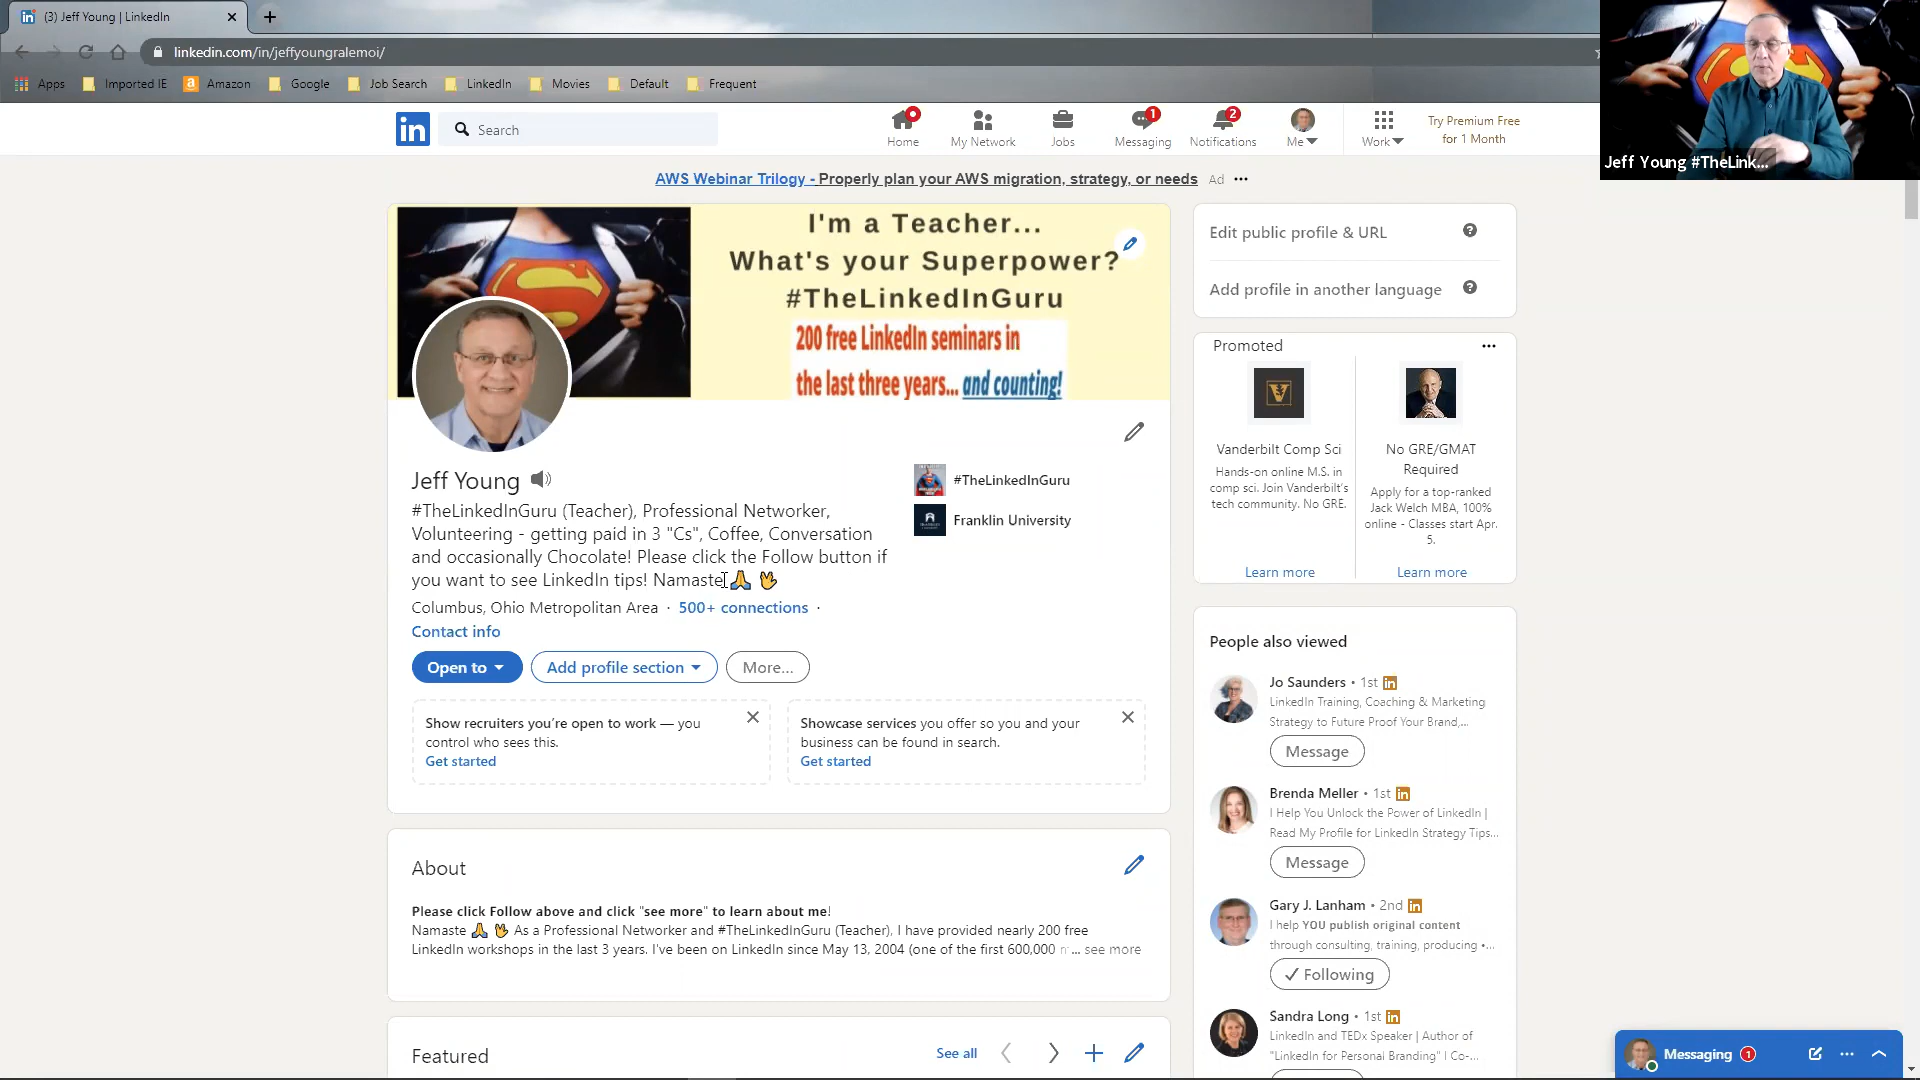 (3) Jeff Young | LinkedIn
linkedin.com/in/jeffyoungralemoi/
Apps
Imported IE
Amazon
Google
Job Search
LinkedIn
Movies
Default
Frequent
Jeff Young #TheLink...
in
Search
Home
My Network
Jobs
1
Messaging
2
Notifications
Me
Work
Try Premium Free
for 1 Month
AWS Webinar Trilogy - Properly plan your AWS migration, strategy, or needs
Ad
I'm a Teacher...
What's your Superpower?
#TheLinkedInGuru
200 free LinkedIn seminars in
the last three years... and counting!
Jeff Young
#TheLinkedInGuru (Teacher), Professional Networker,
Volunteering - getting paid in 3 "Cs", Coffee, Conversation
and occasionally Chocolate! Please click the Follow button if
you want to see LinkedIn tips! Namaste 🙏 🖖
Columbus, Ohio Metropolitan Area · 500+ connections ·
Contact info
#TheLinkedInGuru
Franklin University
Open to
Add profile section
More...
Show recruiters you're open to work — you
control who sees this.
Get started
Showcase services you offer so you and your
business can be found in search.
Get started
About
Please click Follow above and click "see more" to learn about me!
Namaste 🙏 🖖 As a Professional Networker and #TheLinkedInGuru (Teacher), I have provided nearly 200 free
LinkedIn workshops in the last 3 years. I've been on LinkedIn since May 13, 2004 (one of the first 600,000 ... see more
Featured
See all
Edit public profile & URL
Add profile in another language
Promoted
Vanderbilt Comp Sci
Hands-on online M.S. in
comp sci. Join Vanderbilt's
tech community. No GRE.
Learn more
No GRE/GMAT
Required
Apply for a top-ranked
Jack Welch MBA, 100%
online - Classes start Apr.
5.
Learn more
People also viewed
Jo Saunders • 1st in
LinkedIn Training, Coaching & Marketing
Strategy to Future Proof Your Brand,...
Message
Brenda Meller • 1st in
I Help You Unlock the Power of LinkedIn |
Read My Profile for LinkedIn Strategy Tips...
Message
Gary J. Lanham • 2nd in
I help YOU publish original content
through consulting, training, producing •...
Following
Sandra Long • 1st in
LinkedIn and TEDx Speaker | Author of
"LinkedIn for Personal Branding" I Co-...
Messaging 1